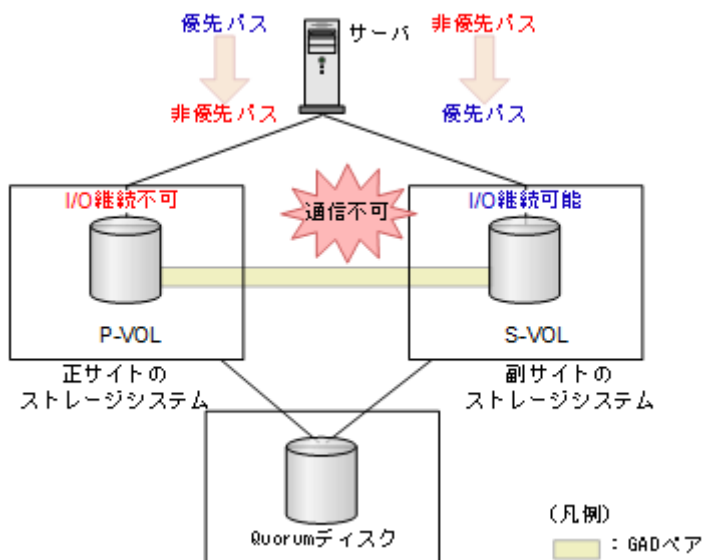 優先パス
サーバ
非優先パス
非優先パス
優先パス
I/O継続不可
通信不可
I/O継続可能
P-VOL
S-VOL
正サイトの
ストレージシステム
副サイトの
ストレージシステム
Quorumディスク
(凡例)
：GADペア